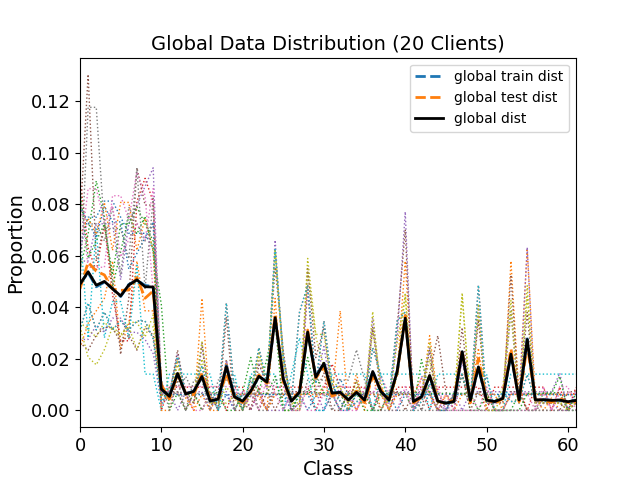 Global Data Distribution (20 Clients)
global train dist
global test dist
global dist
Proportion
0.12
0.10
0.08
0.06
0.04
0.02
0.00
0 10 20 30 40 50 60
Class